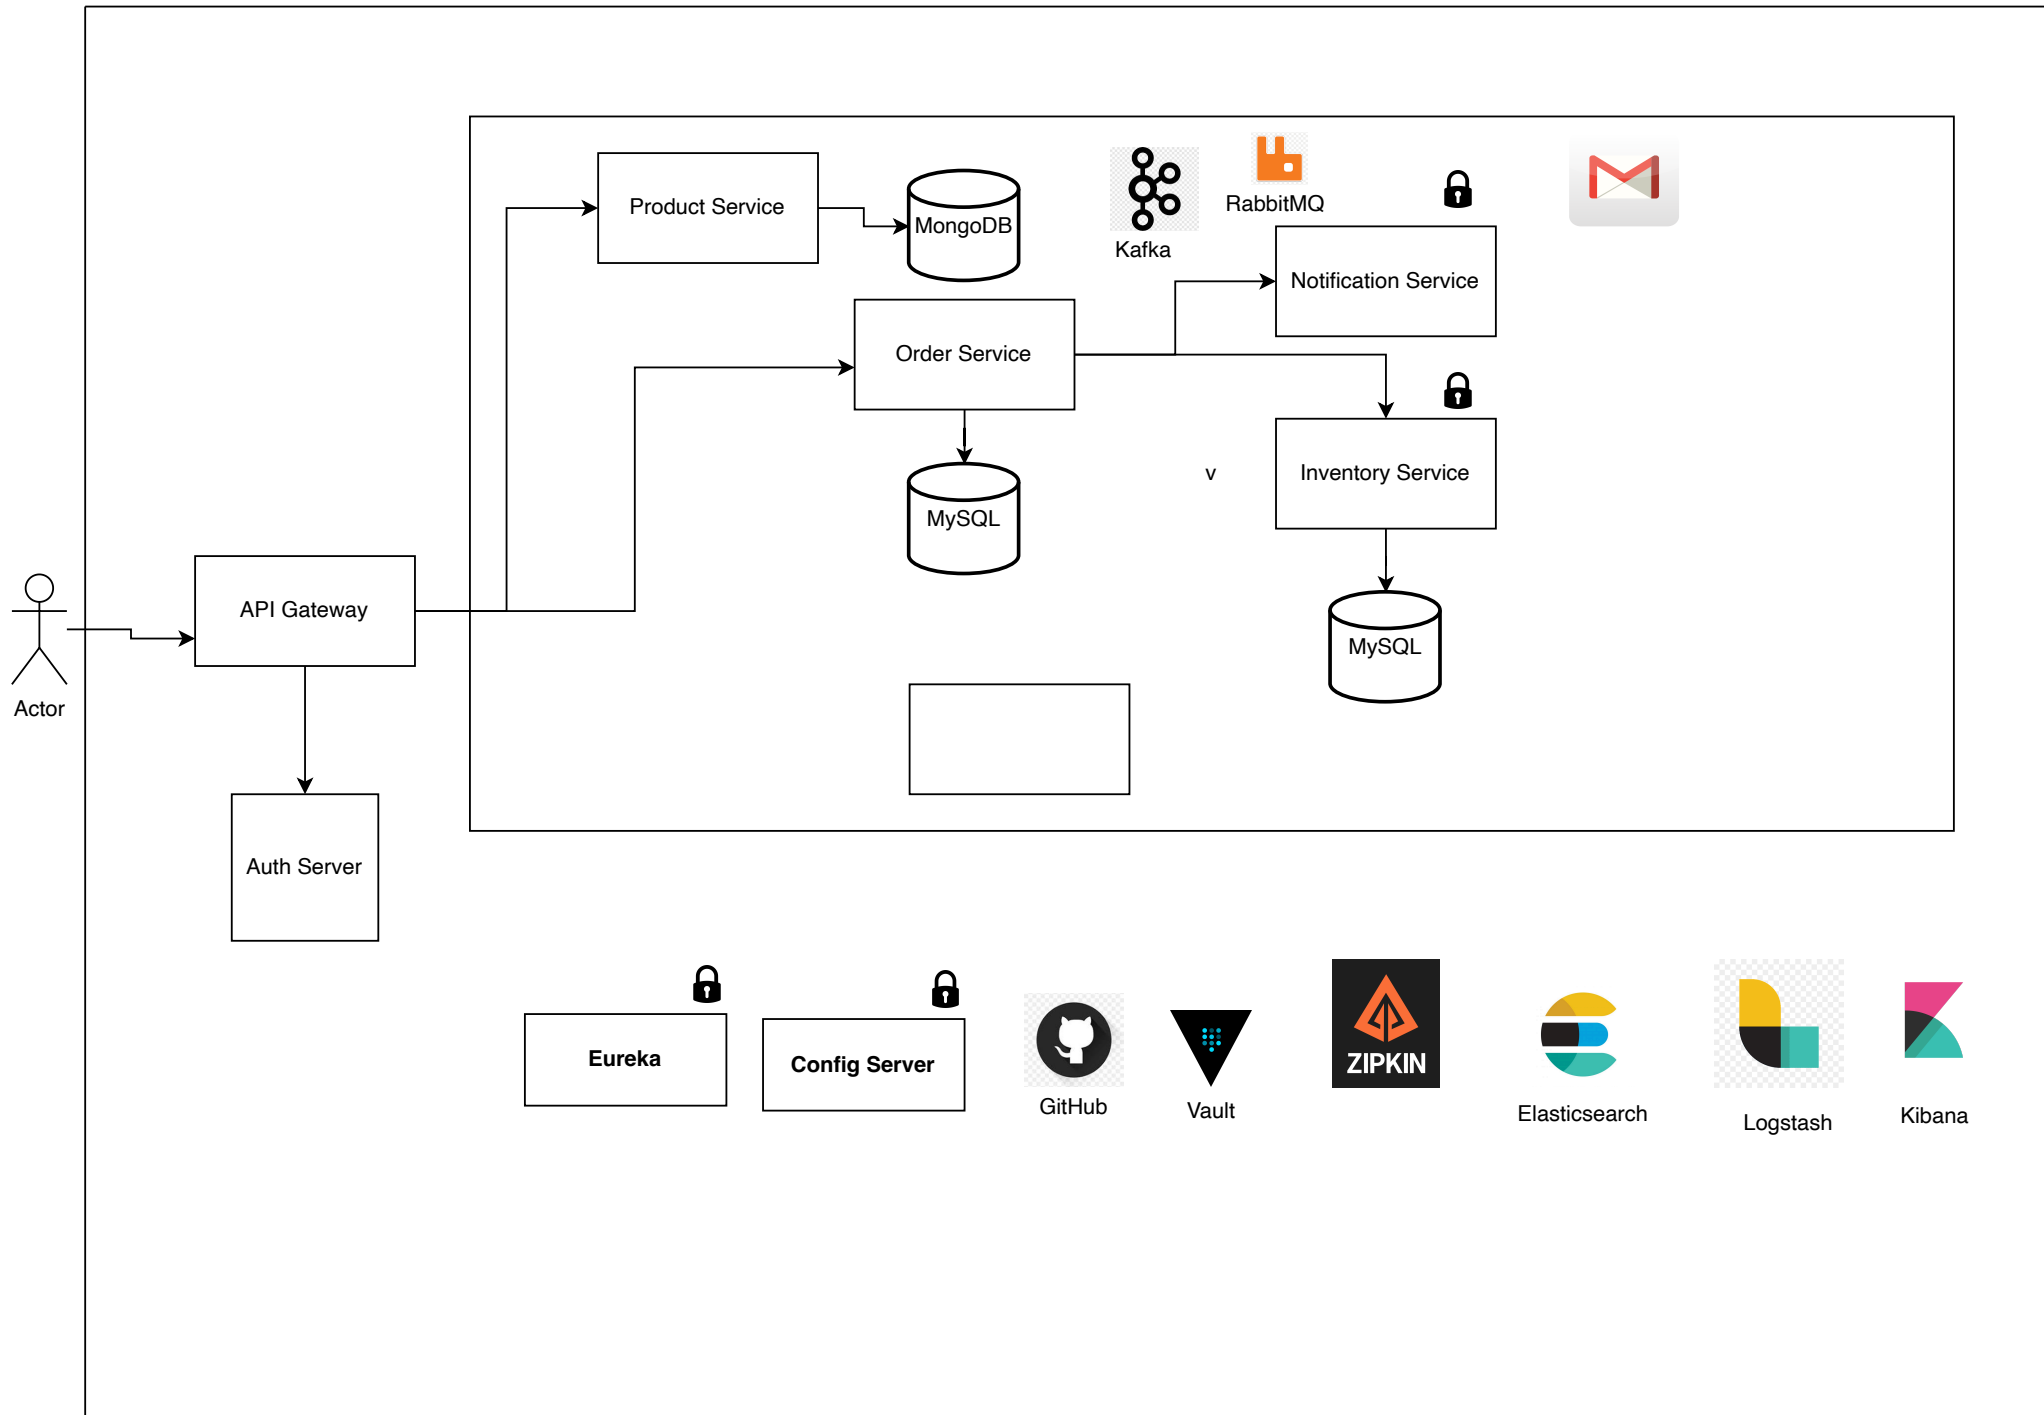 Product Service
MongoDB
Kafka
RabbitMQ
Notification Service
Order Service
MySQL
v
Inventory Service
MySQL
API Gateway
Actor
Auth Server
Eureka
Config Server
GitHub
Vault
ZIPKIN
Elasticsearch
Logstash
Kibana